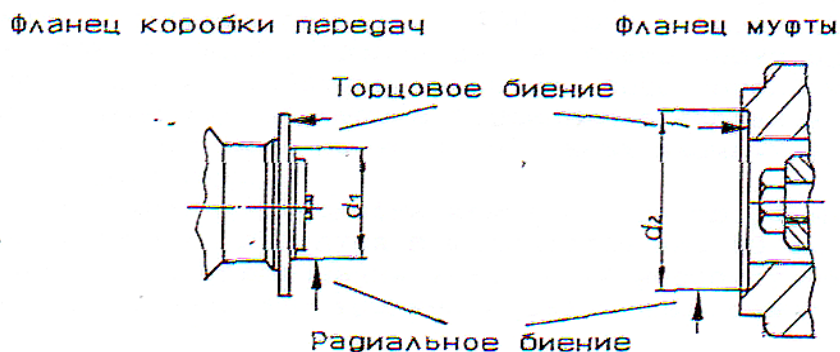 Фланец коробки передач
Фланец муфты
Торцовое биение
d₁
d₂
Радиальное биение